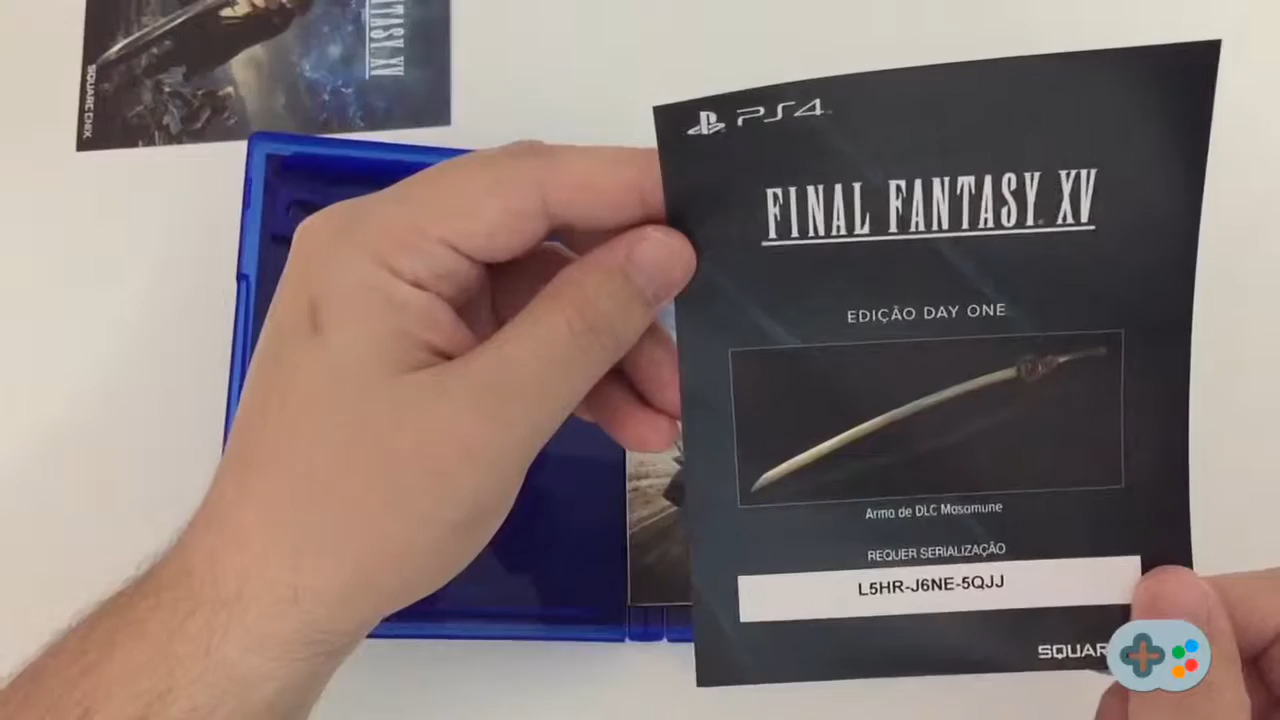 FANTASY XV
SQUARE ENIX
PS4
FINAL FANTASY XV
EDIÇÃO DAY ONE
Arma de DLC Masamune
REQUER SERIALIZAÇÃO
L5HR-J6NE-5QJJ
SQUAR